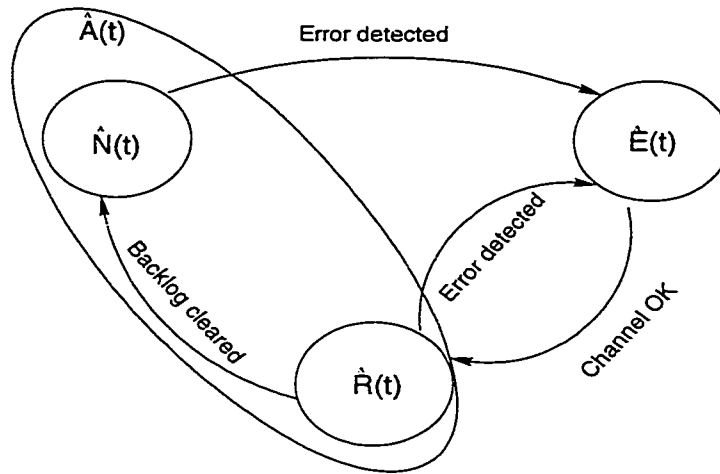 Â(t)
Error detected
N̂(t)
Ê(t)
Error detected
Backlog cleared
Channel OK
R̂(t)